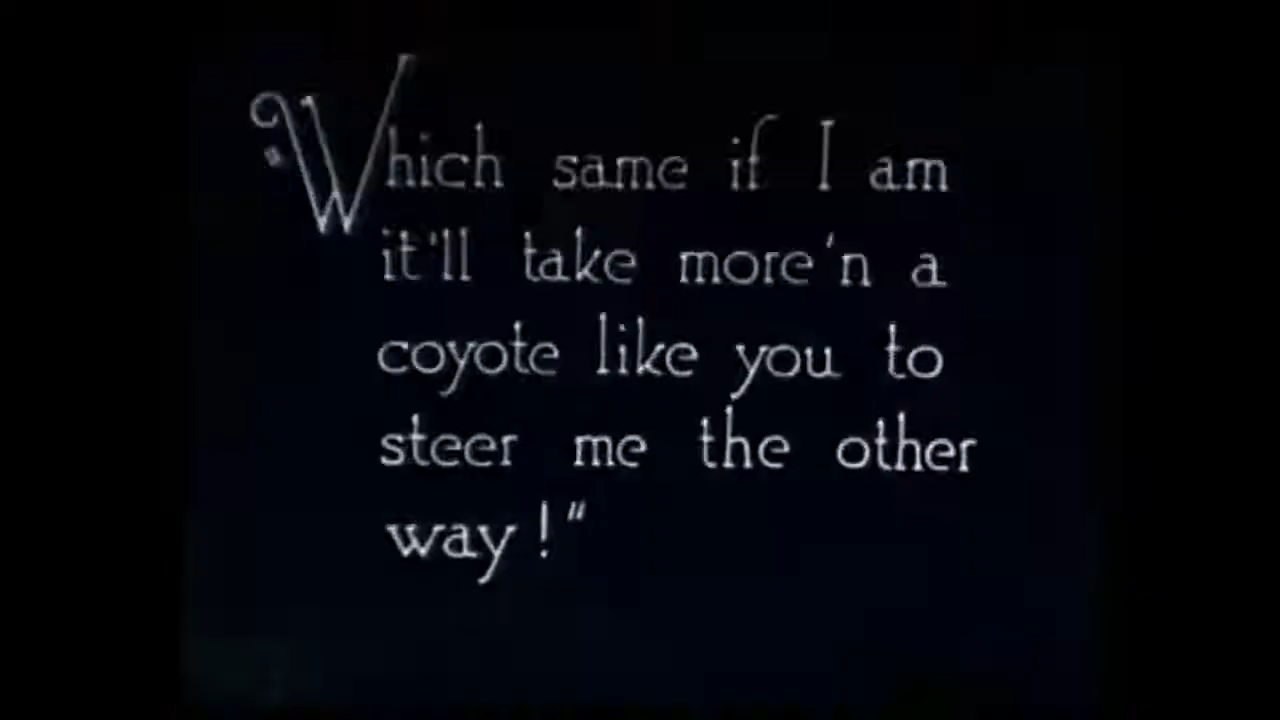 "Which same if I am
it'll take more'n a
coyote like you to
steer me the other
way!"